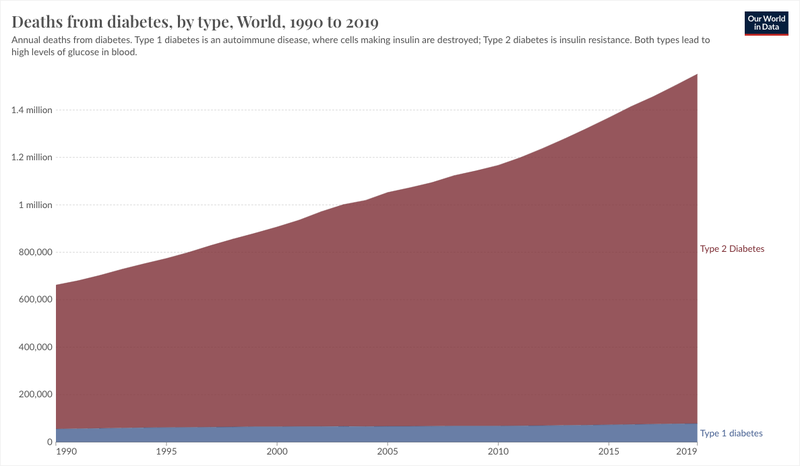 Deaths from diabetes, by type, World, 1990 to 2019
Our World
in Data
Annual deaths from diabetes. Type 1 diabetes is an autoimmune disease, where cells making insulin are destroyed; Type 2 diabetes is insulin resistance. Both types lead to
high levels of glucose in blood.
1.4 million
1.2 million
1 million
800,000
Type 2 Diabetes
600,000
400,000
200,000
Type 1 diabetes
0
1990 1995 2000 2005 2010 2015 2019